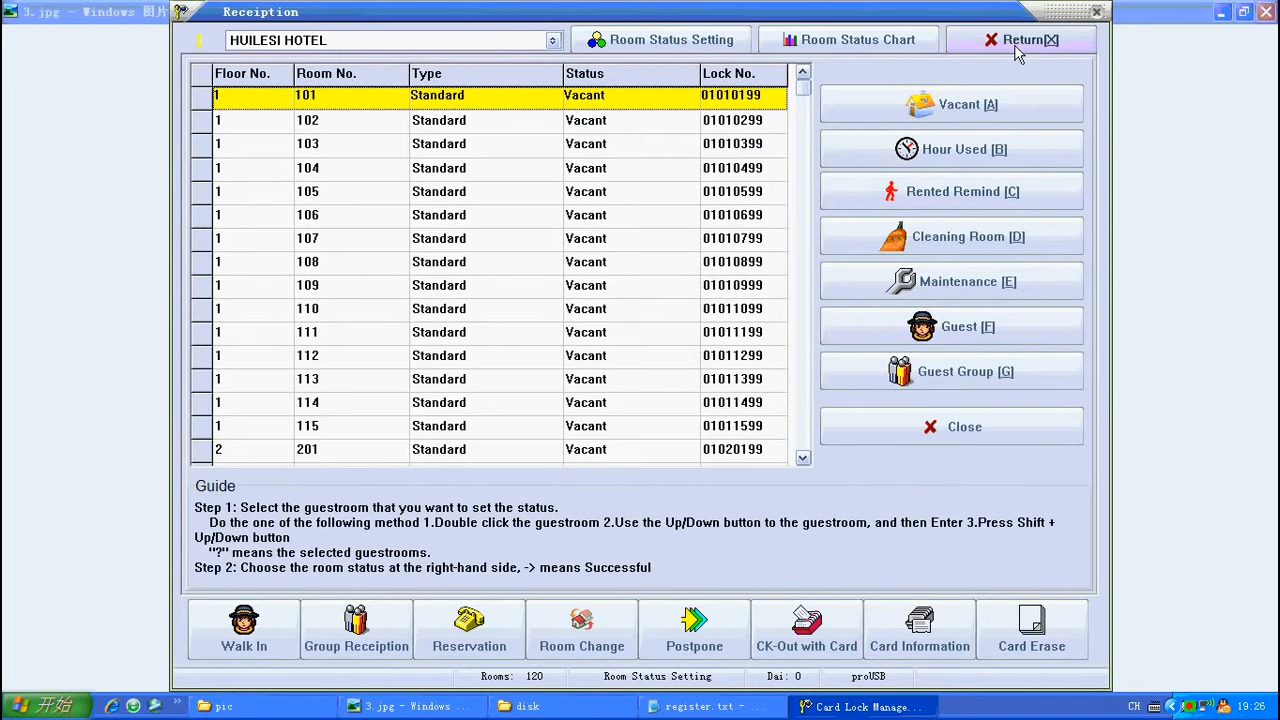 3.jpg - Windows 图片
Receiption
HUILESI HOTEL
Room Status Setting
Room Status Chart
Return[X]
Floor No. Room No. Type Status Lock No.
1 101 Standard Vacant 01010199
1 102 Standard Vacant 01010299
1 103 Standard Vacant 01010399
1 104 Standard Vacant 01010499
1 105 Standard Vacant 01010599
1 106 Standard Vacant 01010699
1 107 Standard Vacant 01010799
1 108 Standard Vacant 01010899
1 109 Standard Vacant 01010999
1 110 Standard Vacant 01011099
1 111 Standard Vacant 01011199
1 112 Standard Vacant 01011299
1 113 Standard Vacant 01011399
1 114 Standard Vacant 01011499
1 115 Standard Vacant 01011599
2 201 Standard Vacant 01020199
Vacant [A]
Hour Used [B]
Rented Remind [C]
Cleaning Room [D]
Maintenance [E]
Guest [F]
Guest Group [G]
Close
Guide
Step 1: Select the guestroom that you want to set the status.
Do the one of the following method 1.Double click the guestroom 2.Use the Up/Down button to the guestroom, and then Enter 3.Press Shift +
Up/Down button
"?" means the selected guestrooms.
Step 2: Choose the room status at the right-hand side, -> means Successful
Walk In
Group Receiption
Reservation
Room Change
Postpone
CK-Out with Card
Card Information
Card Erase
Rooms: 120 Room Status Setting Dai: 0 proUSB
开始 pic 3.jpg - Windows ... disk register.txt - ... Card Lock Manage... CH 19:26